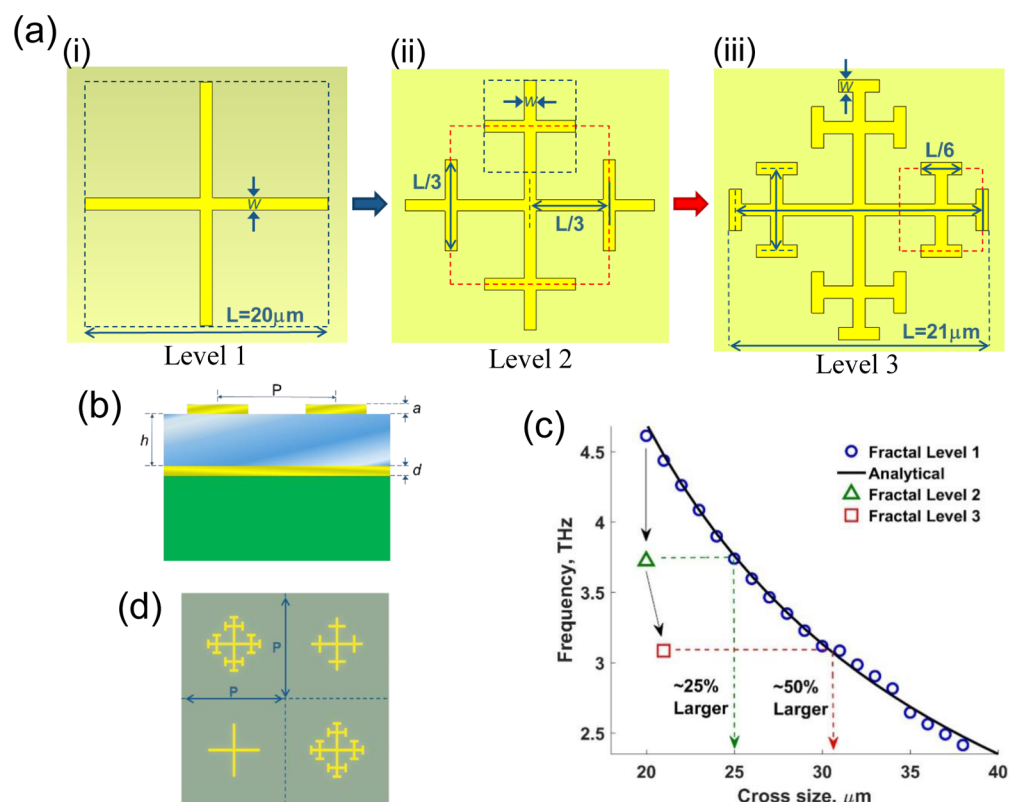 (a)
(i)
(ii)
(iii)
W
L=20μm
Level 1
W
L/3
L/3
Level 2
W
L/6
L=21μm
Level 3
(b)
P
a
h
d
(c)
4.5
4
3.5
3
2.5
Frequency, THz
Fractal Level 1
Analytical
Fractal Level 2
Fractal Level 3
~25%
Larger
~50%
Larger
20
25
30
35
40
Cross size, μm
(d)
P
P